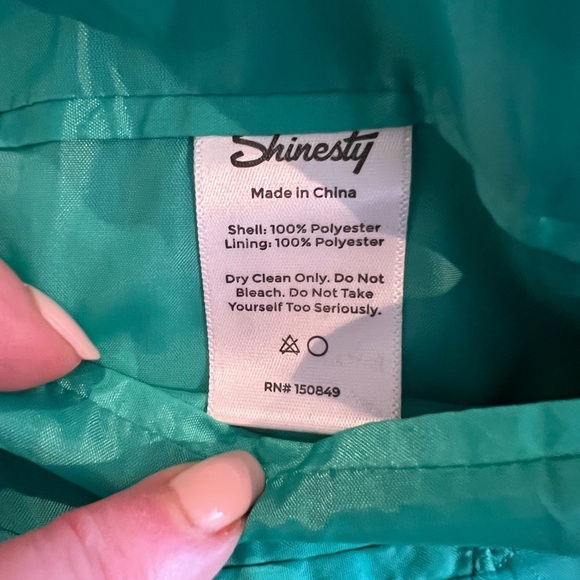 Shinesty
Made in China
Shell: 100% Polyester
Lining: 100% Polyester
Dry Clean Only. Do Not
Bleach. Do Not Take
Yourself Too Seriously.
RN# 150849